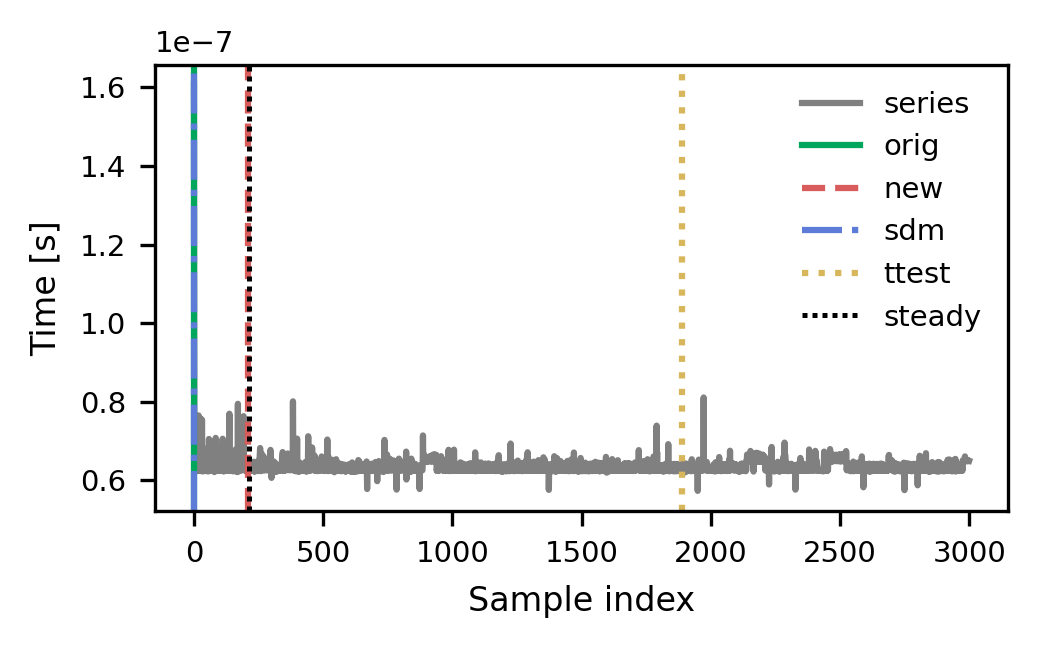 1e−7
1.6
1.4
1.2
1.0
0.8
0.6
Time [s]
series
orig
new
sdm
ttest
steady
0 500 1000 1500 2000 2500 3000
Sample index